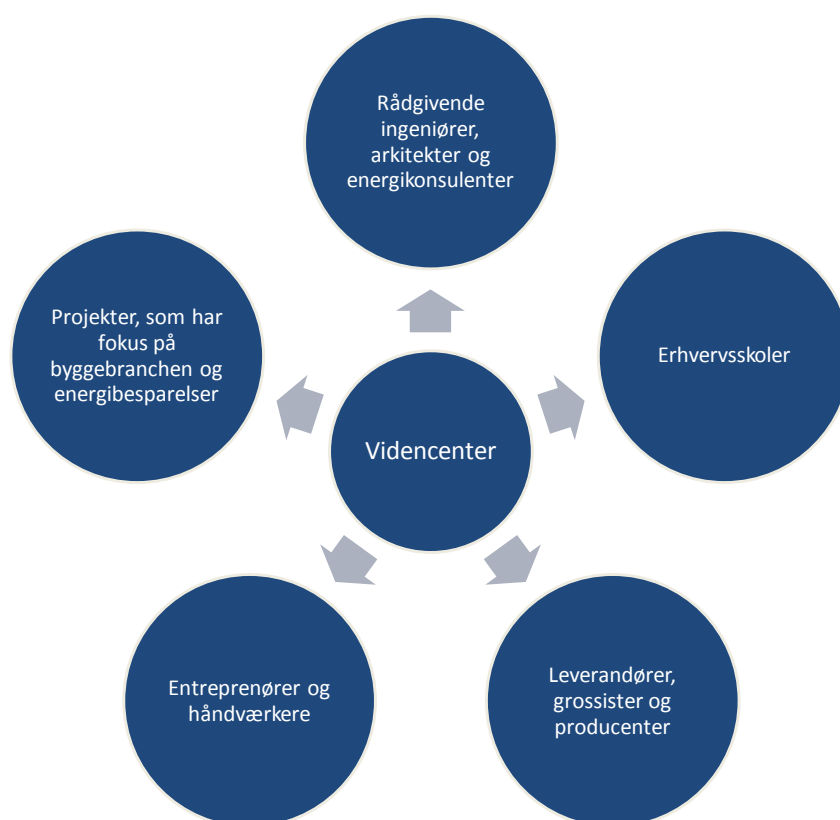 Rådgivende
ingeniører,
arkitekter og
energikonsulenter
Projekter, som har
fokus på
byggebranchen og
energibesparelser
Erhvervsskoler
Videncenter
Entreprenører og
håndværkere
Leverandører,
grossister og
producenter